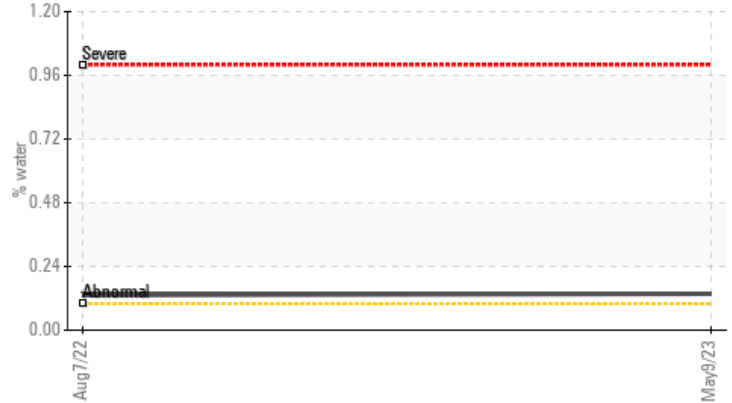 1.20
Severe
0.96
0.72
% water
0.48
0.24
Abnormal
0.00
Aug7/22
May9/23